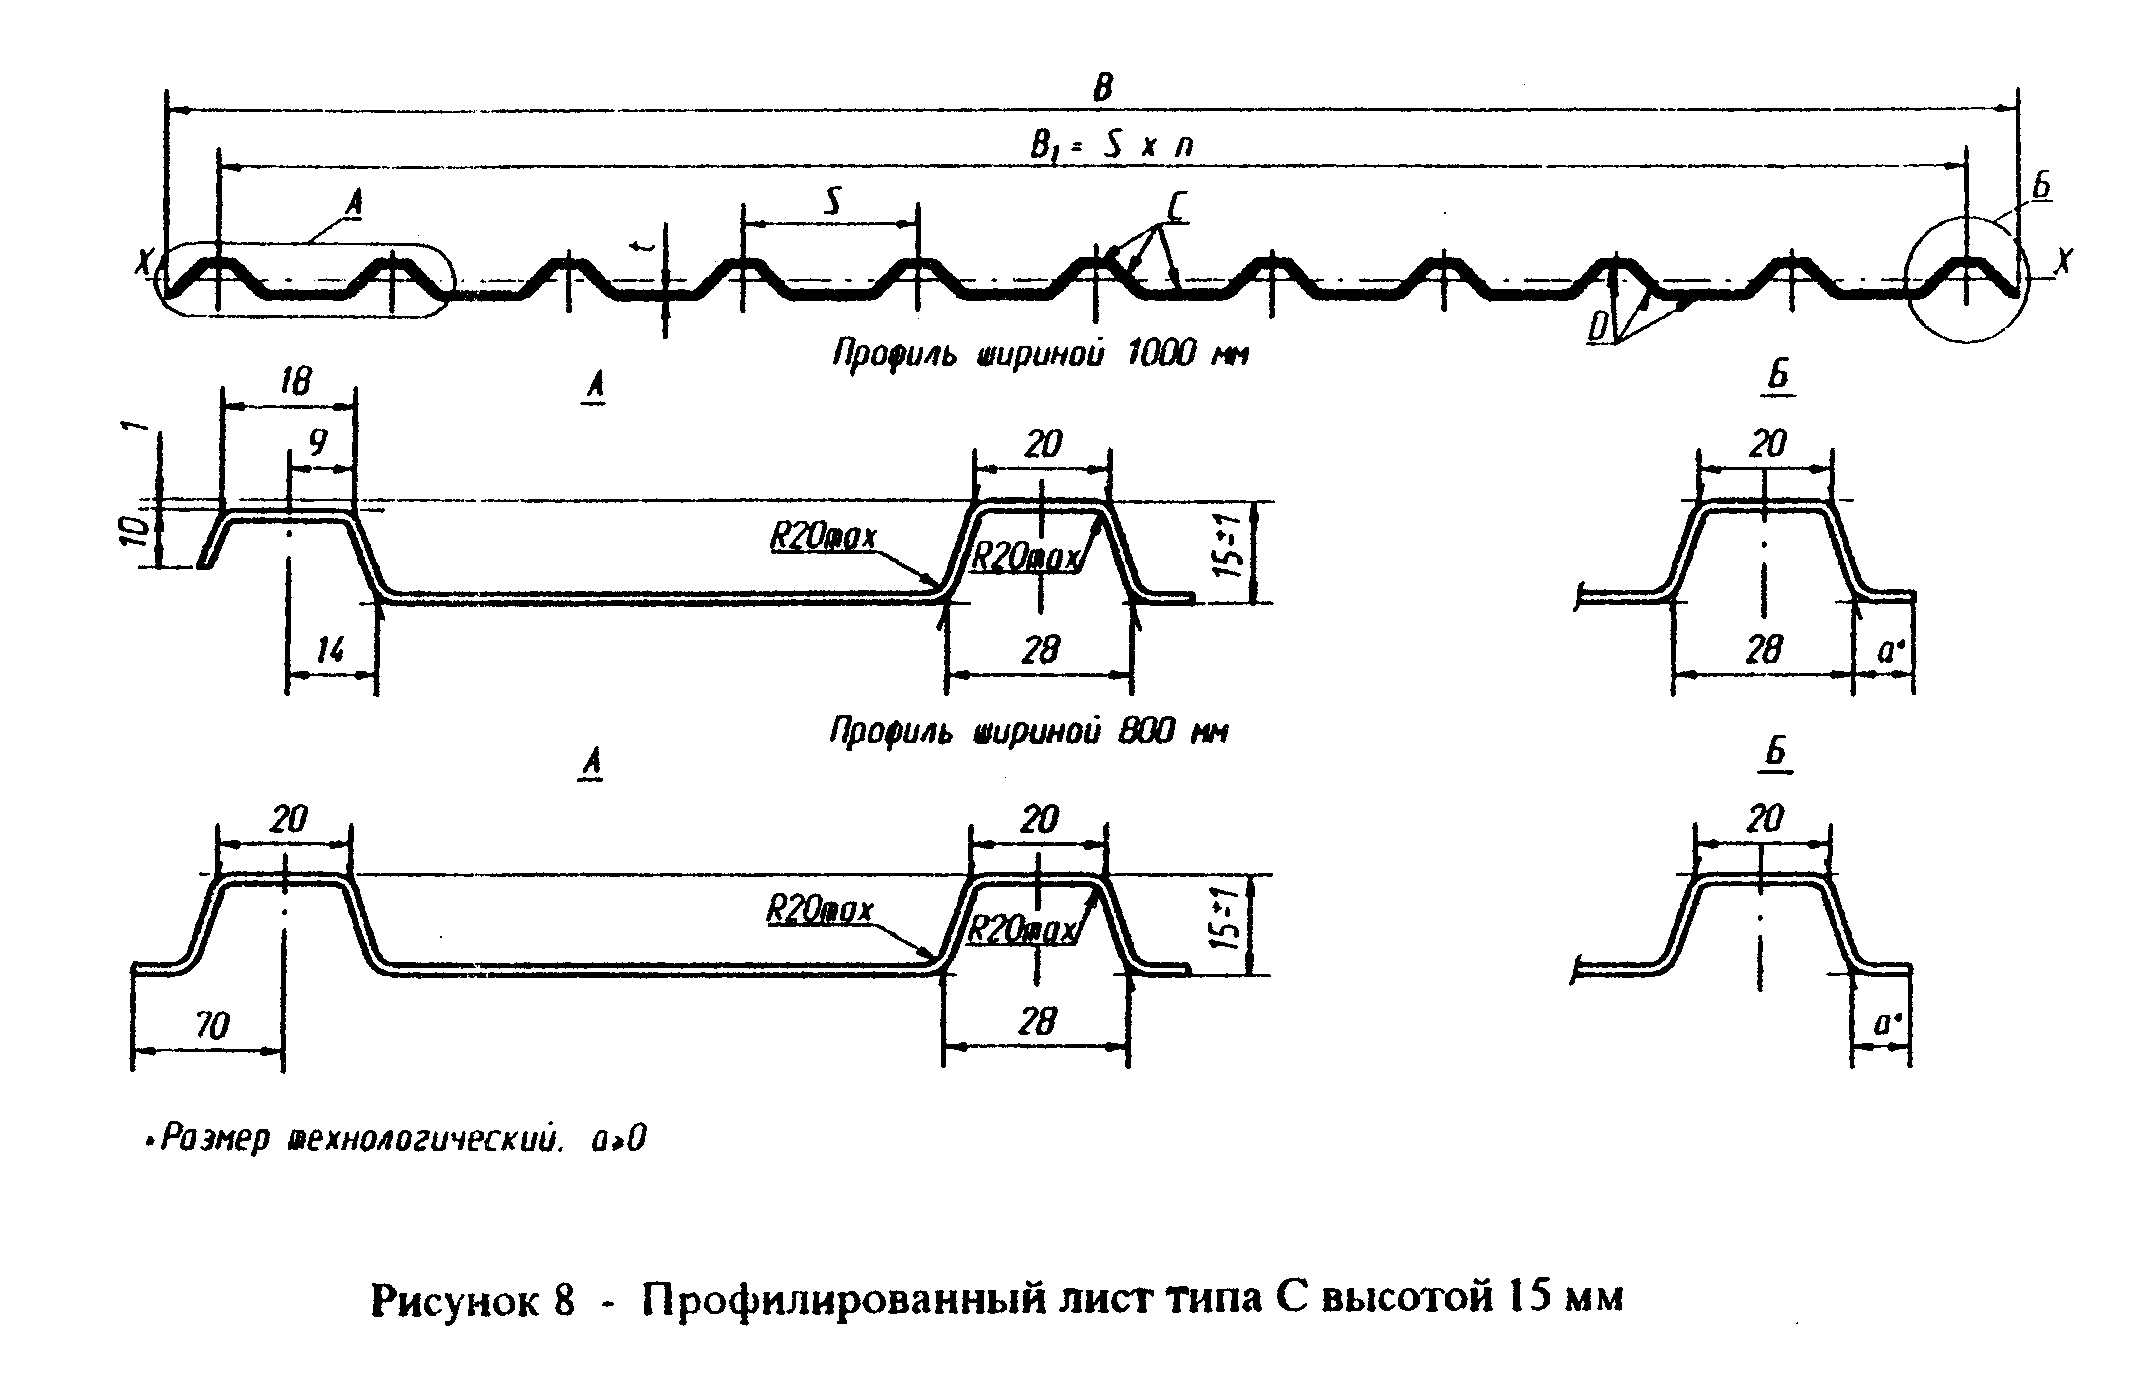 В
В₁ = S х п
А
S
С
t
Б
Х
Х
D
Профиль шириной 1000 мм
А
Б
18
1
9
20
20
10
R20max
R20max
15±1
14
28
28
а*
Профиль шириной 800 мм
А
Б
20
20
20
R20max
R20max
15±1
70
28
а*
*Размер технологический. а≥0
Рисунок 8 - Профилированный лист типа С высотой 15 мм